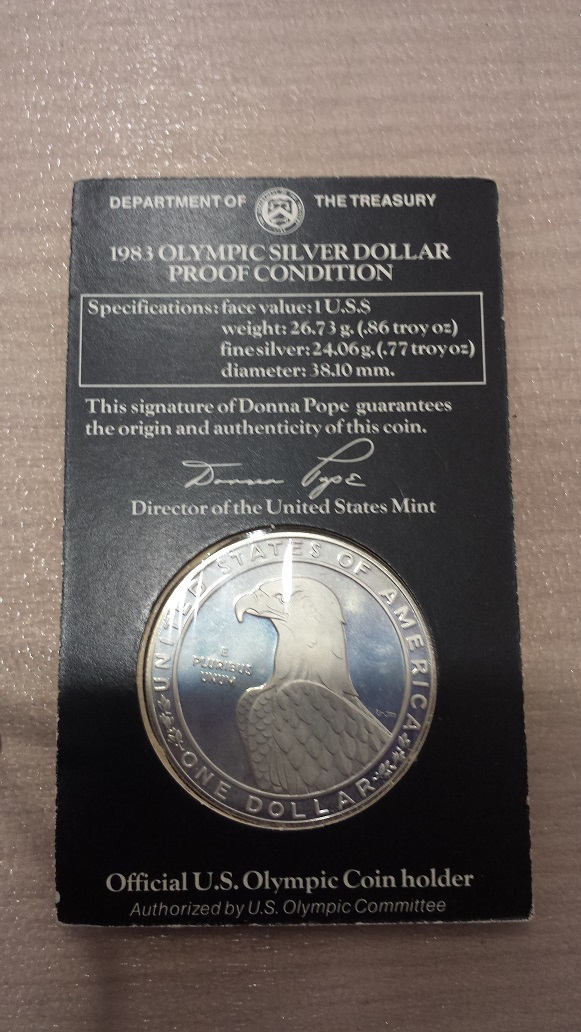 DEPARTMENT OF THE TREASURY
1983 OLYMPIC SILVER DOLLAR
PROOF CONDITION
Specifications: face value: 1 U.S.$
weight: 26.73 g. (.86 troy oz)
fine silver: 24.06 g. (.77 troy oz)
diameter: 38.10 mm.
This signature of Donna Pope guarantees
the origin and authenticity of this coin.
Donna Pope
Director of the United States Mint
UNITED STATES OF AMERICA
E
PLURIBUS
UNUM
ONE DOLLAR
Official U.S. Olympic Coin holder
Authorized by U.S. Olympic Committee